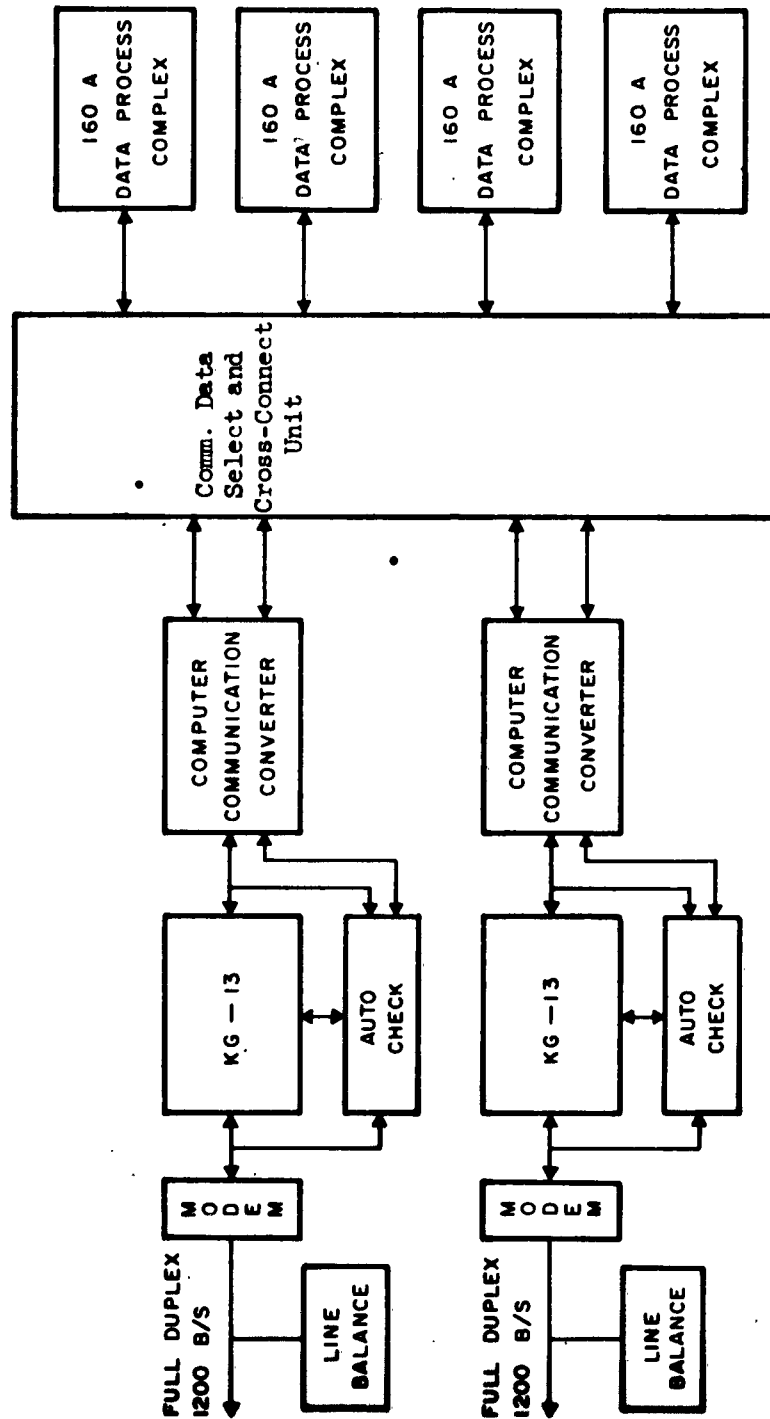 FULL DUPLEX
1200 B/S
LINE
BALANCE
MODEM
KG-13
AUTO
CHECK
COMPUTER
COMMUNICATION
CONVERTER
Comm. Data
Select and
Cross-Connect
Unit
160 A
DATA PROCESS
COMPLEX
160 A
DATA PROCESS
COMPLEX
FULL DUPLEX
1200 B/S
LINE
BALANCE
MODEM
KG-13
AUTO
CHECK
COMPUTER
COMMUNICATION
CONVERTER
160 A
DATA PROCESS
COMPLEX
160 A
DATA PROCESS
COMPLEX